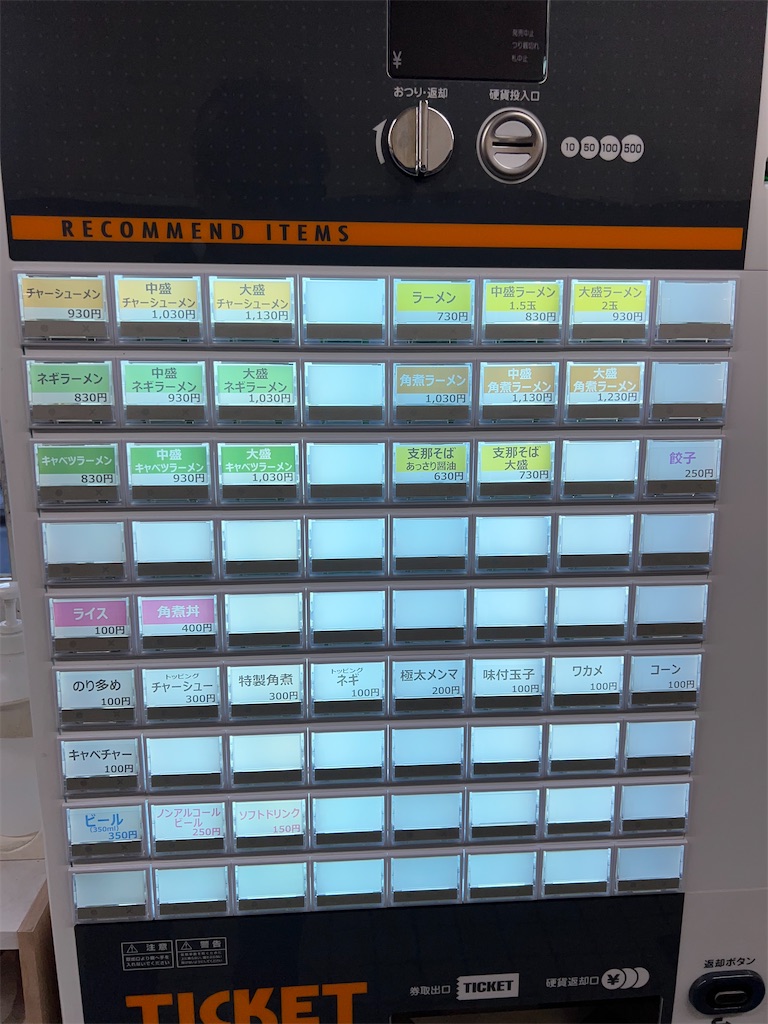 ¥
発売中止
つり銭切れ
札中止
おつり・返却
硬貨投入口
10 50 100 500
RECOMMEND ITEMS
チャーシューメン
930円
中盛
チャーシューメン
1,030円
大盛
チャーシューメン
1,130円
ラーメン
730円
中盛ラーメン
1.5玉
830円
大盛ラーメン
2玉
930円
ネギラーメン
830円
中盛
ネギラーメン
930円
大盛
ネギラーメン
1,030円
角煮ラーメン
1,030円
中盛
角煮ラーメン
1,130円
大盛
角煮ラーメン
1,230円
キャベツラーメン
830円
中盛
キャベツラーメン
930円
大盛
キャベツラーメン
1,030円
支那そば
あっさり醤油
630円
支那そば
大盛
730円
餃子
250円
ライス
100円
角煮丼
400円
のり多め
100円
トッピング
チャーシュー
300円
特製角煮
300円
トッピング
ネギ
100円
極太メンマ
200円
味付玉子
100円
ワカメ
100円
コーン
100円
キャベチャー
100円
ビール
(350ml)
350円
ノンアルコール
ビール
250円
ソフトドリンク
150円
注意
警告
券取出口
TICKET
硬貨返却口
¥
返却ボタン
TICKET